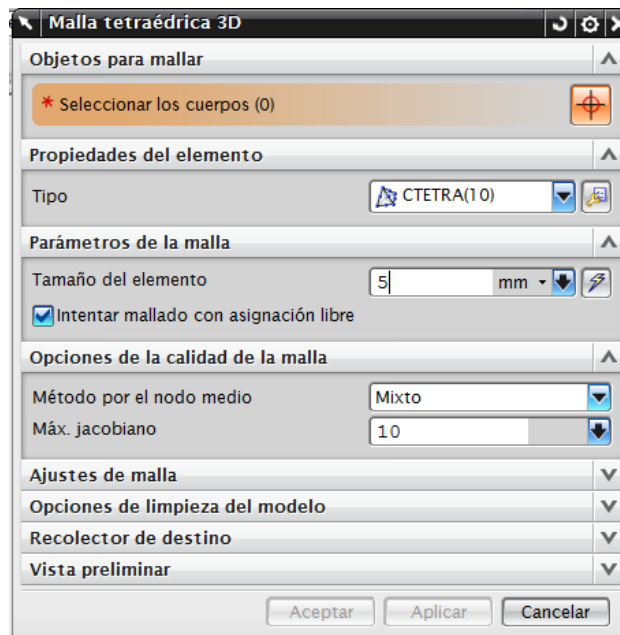 Malla tetraédrica 3D
Objetos para mallar
* Seleccionar los cuerpos (0)
Propiedades del elemento
Tipo CTETRA(10)
Parámetros de la malla
Tamaño del elemento 5 mm
Intentar mallado con asignación libre
Opciones de la calidad de la malla
Método por el nodo medio Mixto
Máx. jacobiano 10
Ajustes de malla
Opciones de limpieza del modelo
Recolector de destino
Vista preliminar
Aceptar Aplicar Cancelar